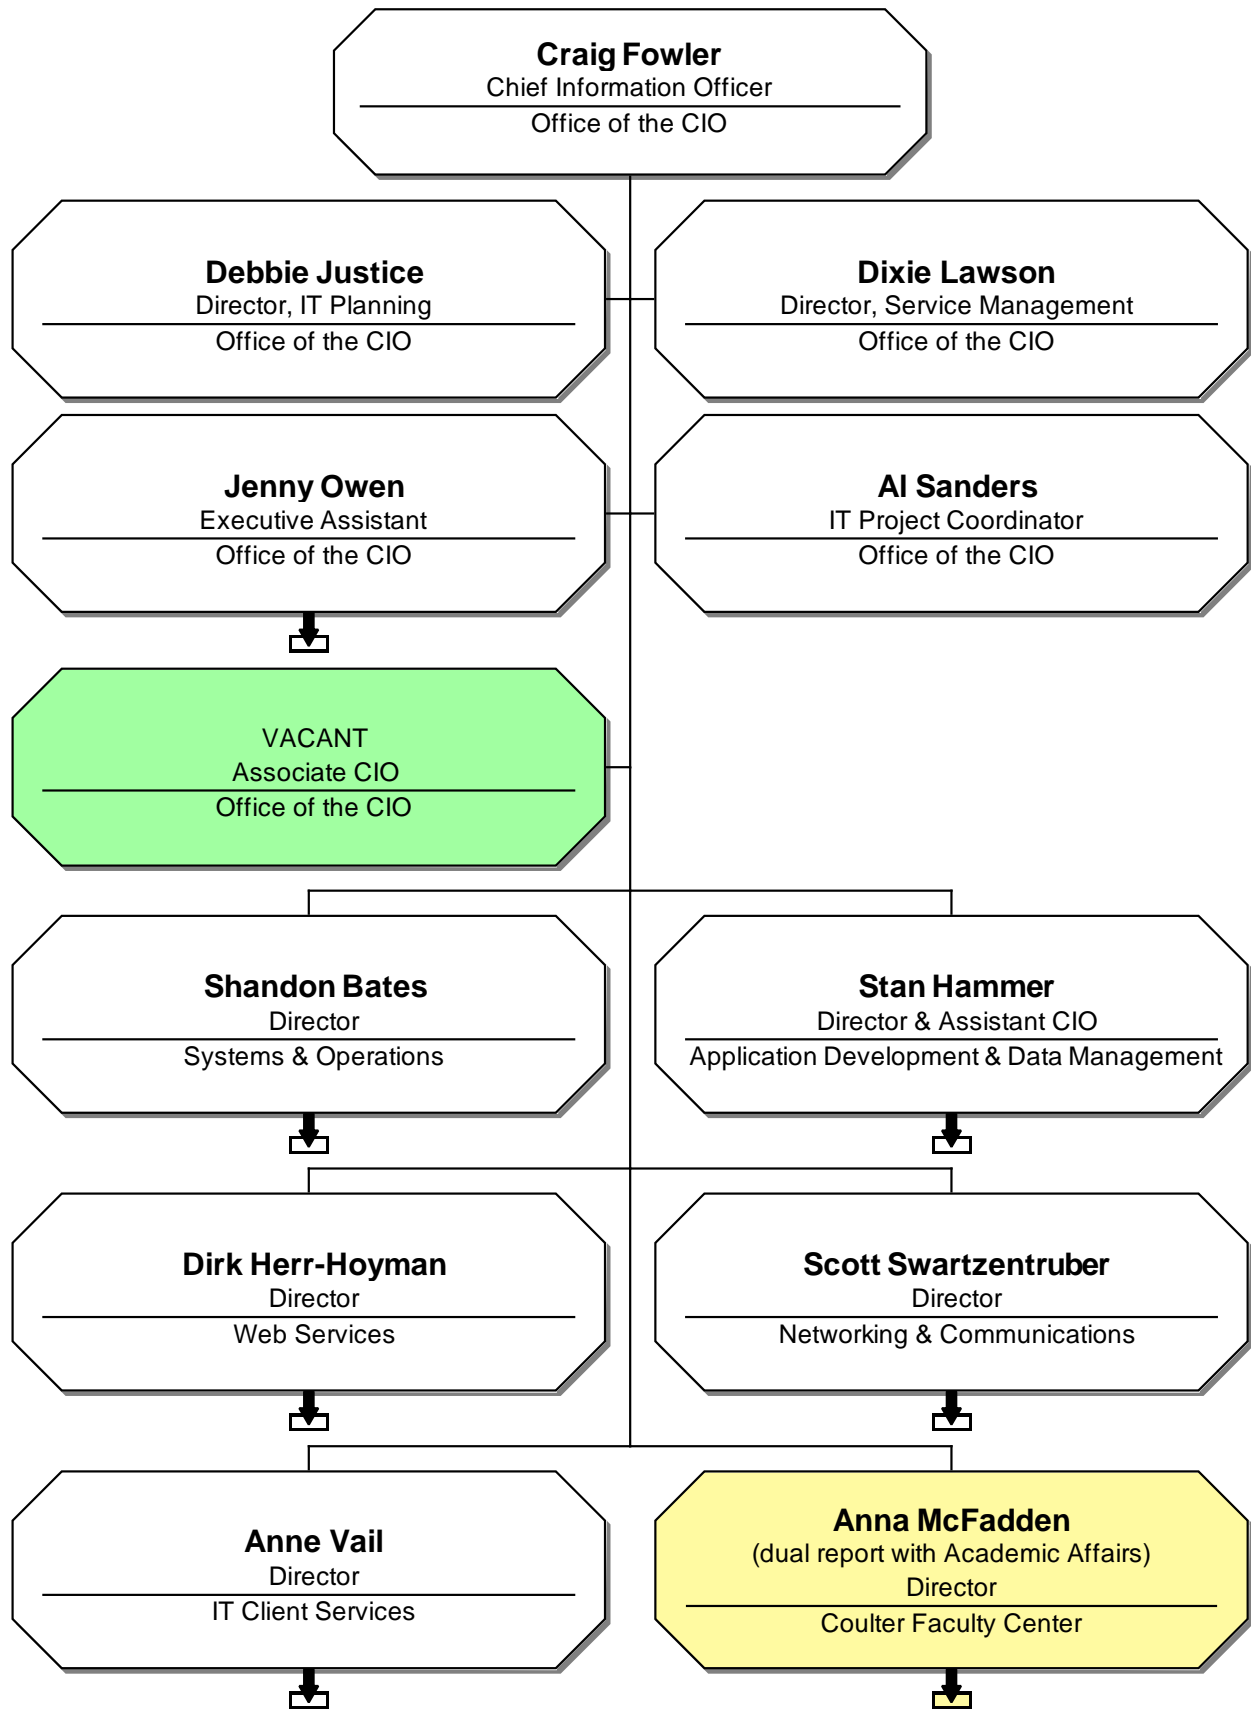 Craig Fowler
Chief Information Officer
Office of the CIO
Debbie Justice
Director, IT Planning
Office of the CIO
Dixie Lawson
Director, Service Management
Office of the CIO
Jenny Owen
Executive Assistant
Office of the CIO
Al Sanders
IT Project Coordinator
Office of the CIO
VACANT
Associate CIO
Office of the CIO
Shandon Bates
Director
Systems & Operations
Stan Hammer
Director & Assistant CIO
Application Development & Data Management
Dirk Herr-Hoyman
Director
Web Services
Scott Swartzentruber
Director
Networking & Communications
Anne Vail
Director
IT Client Services
Anna McFadden
(dual report with Academic Affairs)
Director
Coulter Faculty Center